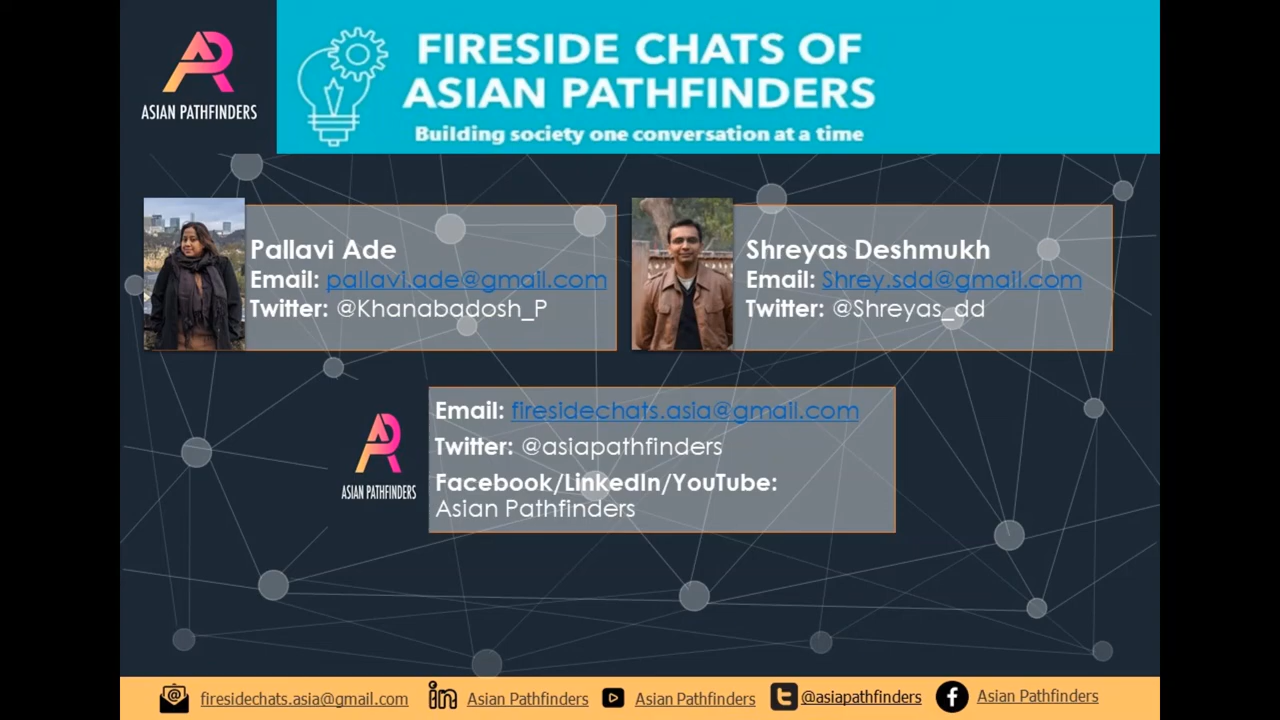 ASIAN PATHFINDERS
FIRESIDE CHATS OF
ASIAN PATHFINDERS
Building society one conversation at a time
Pallavi Ade
Email: pallavi.ade@gmail.com
Twitter: @Khanabadosh_P
Shreyas Deshmukh
Email: Shrey.sdd@gmail.com
Twitter: @Shreyas_dd
ASIAN PATHFINDERS
Email: firesidechats.asia@gmail.com
Twitter: @asiapathfinders
Facebook/LinkedIn/YouTube:
Asian Pathfinders
firesidechats.asia@gmail.com
in
Asian Pathfinders
Asian Pathfinders
@asiapathfinders
Asian Pathfinders